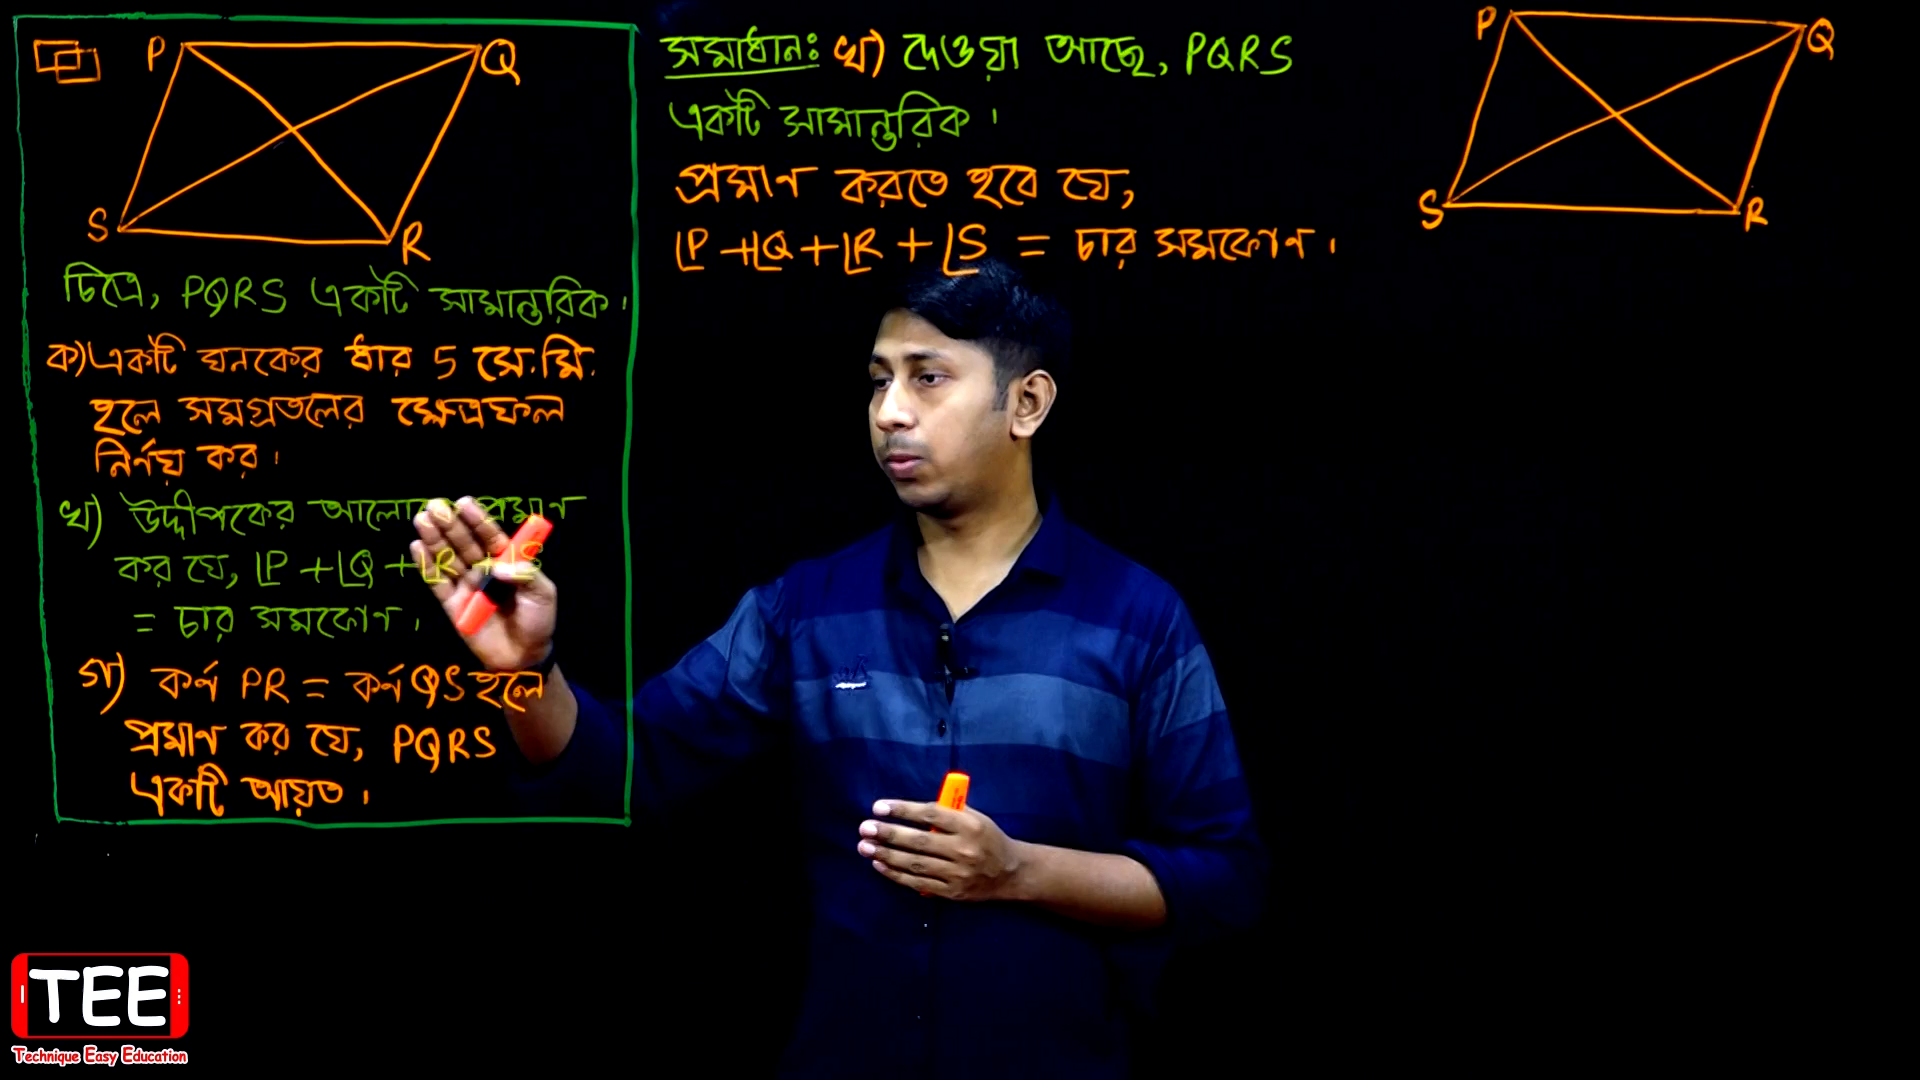 P
Q
S
R
চিত্রে, PQRS একটি সামান্তরিক।
ক) একটি ঘনকের ধার 5 সে.মি.
হলে সমগ্রতলের ক্ষেত্রফল
নির্ণয় কর।
খ) উদ্দীপকের আলোকে প্রমাণ
কর যে, ∠P + ∠Q + ∠R + ∠S
= চার সমকোণ।
গ) কর্ণ PR = কর্ণ QS হলে
প্রমাণ কর যে, PQRS
একটি আয়ত।
সমাধানঃ খ) দেওয়া আছে, PQRS
একটি সামান্তরিক।
প্রমাণ করতে হবে যে,
∠P + ∠Q + ∠R + ∠S = চার সমকোণ।
P
Q
S
R
TEE
Technique Easy Education